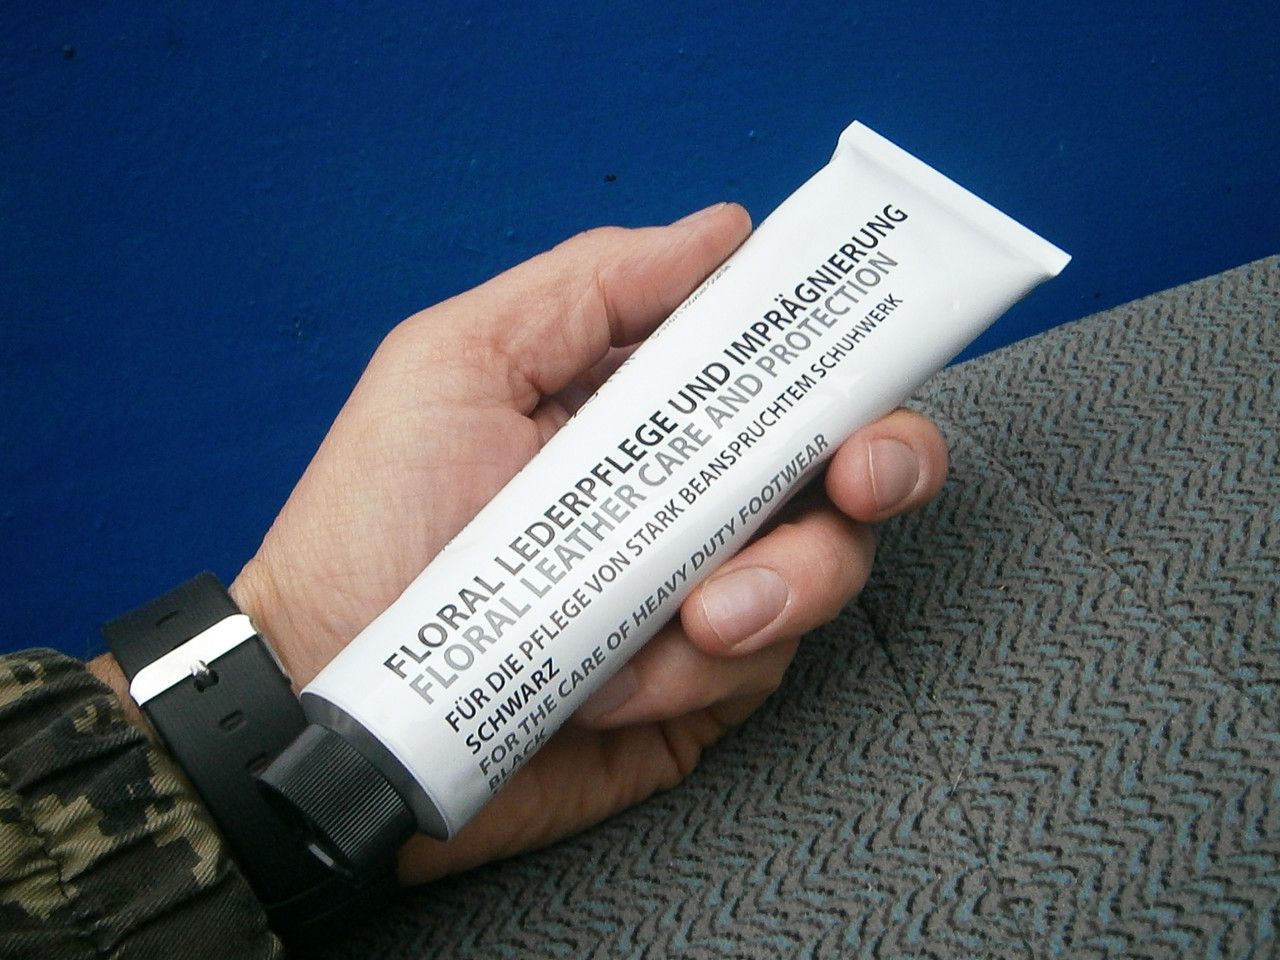 FLORAL LEDERPFLEGE UND IMPRÄGNIERUNG
FLORAL LEATHER CARE AND PROTECTION
FÜR DIE PFLEGE VON STARK BEANSPRUCHTEM SCHUHWERK
SCHWARZ
FOR THE CARE OF HEAVY DUTY FOOTWEAR
BLACK